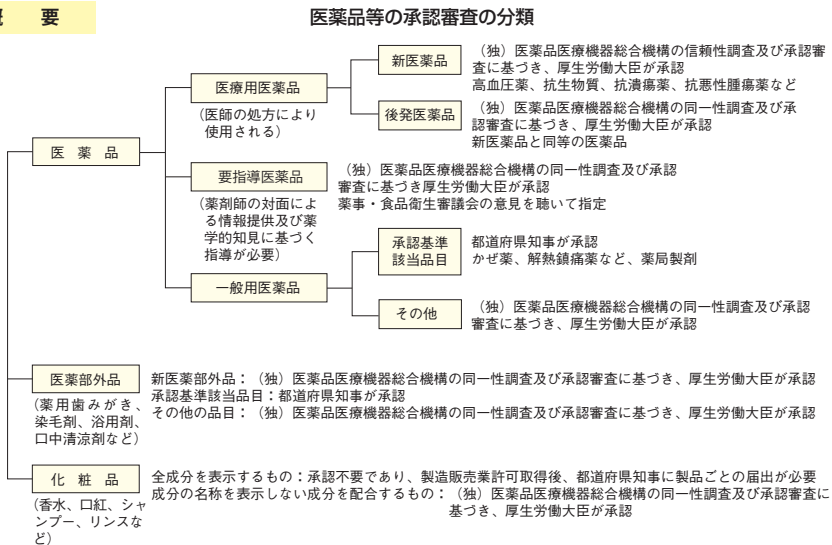 概　要
医薬品等の承認審査の分類
新医薬品
（独）医薬品医療機器総合機構の信頼性調査及び承認審
査に基づき、厚生労働大臣が承認
高血圧薬、抗生物質、抗潰瘍薬、抗悪性腫瘍薬など
医療用医薬品
（医師の処方により
使用される）
後発医薬品
（独）医薬品医療機器総合機構の同一性調査及び承
認審査に基づき、厚生労働大臣が承認
新医薬品と同等の医薬品
医　薬　品
要指導医薬品
（独）医薬品医療機器総合機構の同一性調査及び承認
審査に基づき厚生労働大臣が承認
薬事・食品衛生審議会の意見を聴いて指定
（薬剤師の対面によ
る情報提供及び薬
学的知見に基づく
指導が必要）
一般用医薬品
承認基準
該当品目
都道府県知事が承認
かぜ薬、解熱鎮痛薬など、薬局製剤
その他
（独）医薬品医療機器総合機構の同一性調査及び承認
審査に基づき、厚生労働大臣が承認
医薬部外品
（薬用歯みがき、
染毛剤、浴用剤、
口中清涼剤など）
新医薬部外品：（独）医薬品医療機器総合機構の同一性調査及び承認審査に基づき、厚生労働大臣が承認
承認基準該当品目：都道府県知事が承認
その他の品目：（独）医薬品医療機器総合機構の同一性調査及び承認審査に基づき、厚生労働大臣が承認
化　粧　品
（香水、口紅、シャ
ンプー、リンスな
ど）
全成分を表示するもの：承認不要であり、製造販売業許可取得後、都道府県知事に製品ごとの届出が必要
成分の名称を表示しない成分を配合するもの：（独）医薬品医療機器総合機構の同一性調査及び承認審査に
基づき、厚生労働大臣が承認